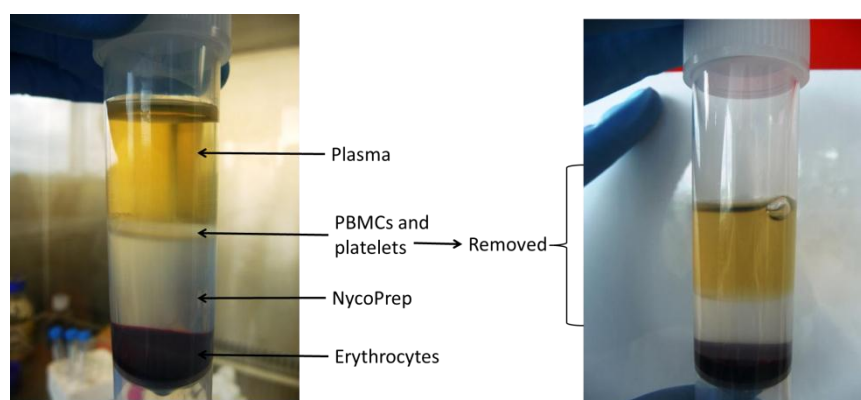 Plasma
PBMCs and
platelets
Removed
NycoPrep
Erythrocytes